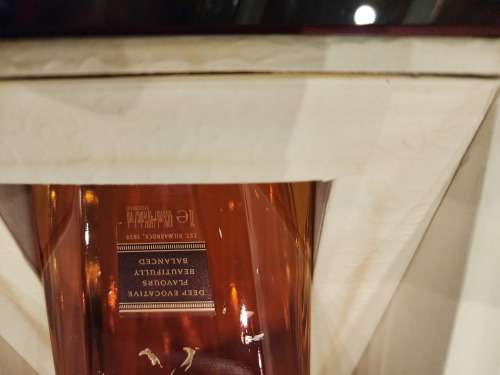 DEEP EVOCATIVE
FLAVOURS
BEAUTIFULLY
BALANCED
EST. KILMARNOCK, 1820